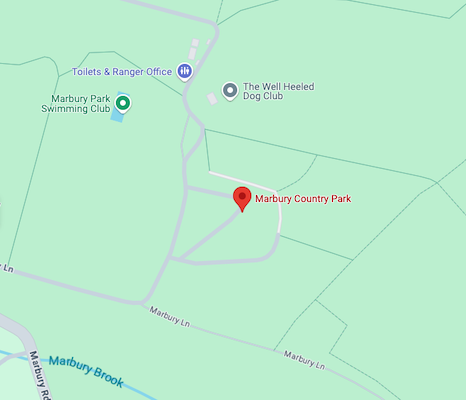 Toilets & Ranger Office
The Well Heeled
Dog Club
Marbury Park
Swimming Club
Marbury Country Park
Ln
Marbury Ln
Marbury Ln
Marbury Rd
Marbury Brook